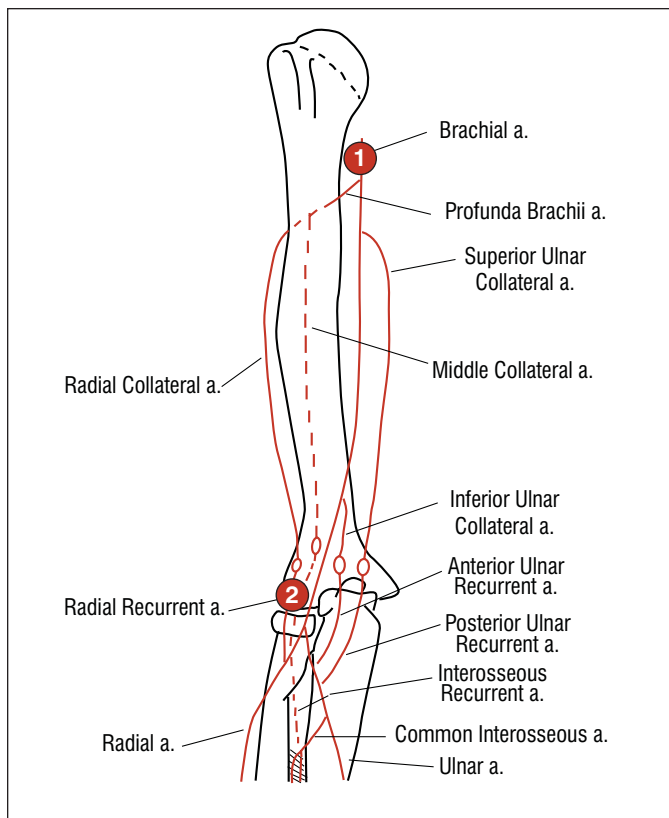 Brachial a.
1
Profunda Brachii a.
Superior Ulnar
Collateral a.
Middle Collateral a.
Radial Collateral a.
Inferior Ulnar
Collateral a.
Anterior Ulnar
Recurrent a.
2
Radial Recurrent a.
Posterior Ulnar
Recurrent a.
Interosseous
Recurrent a.
Radial a.
Common Interosseous a.
Ulnar a.